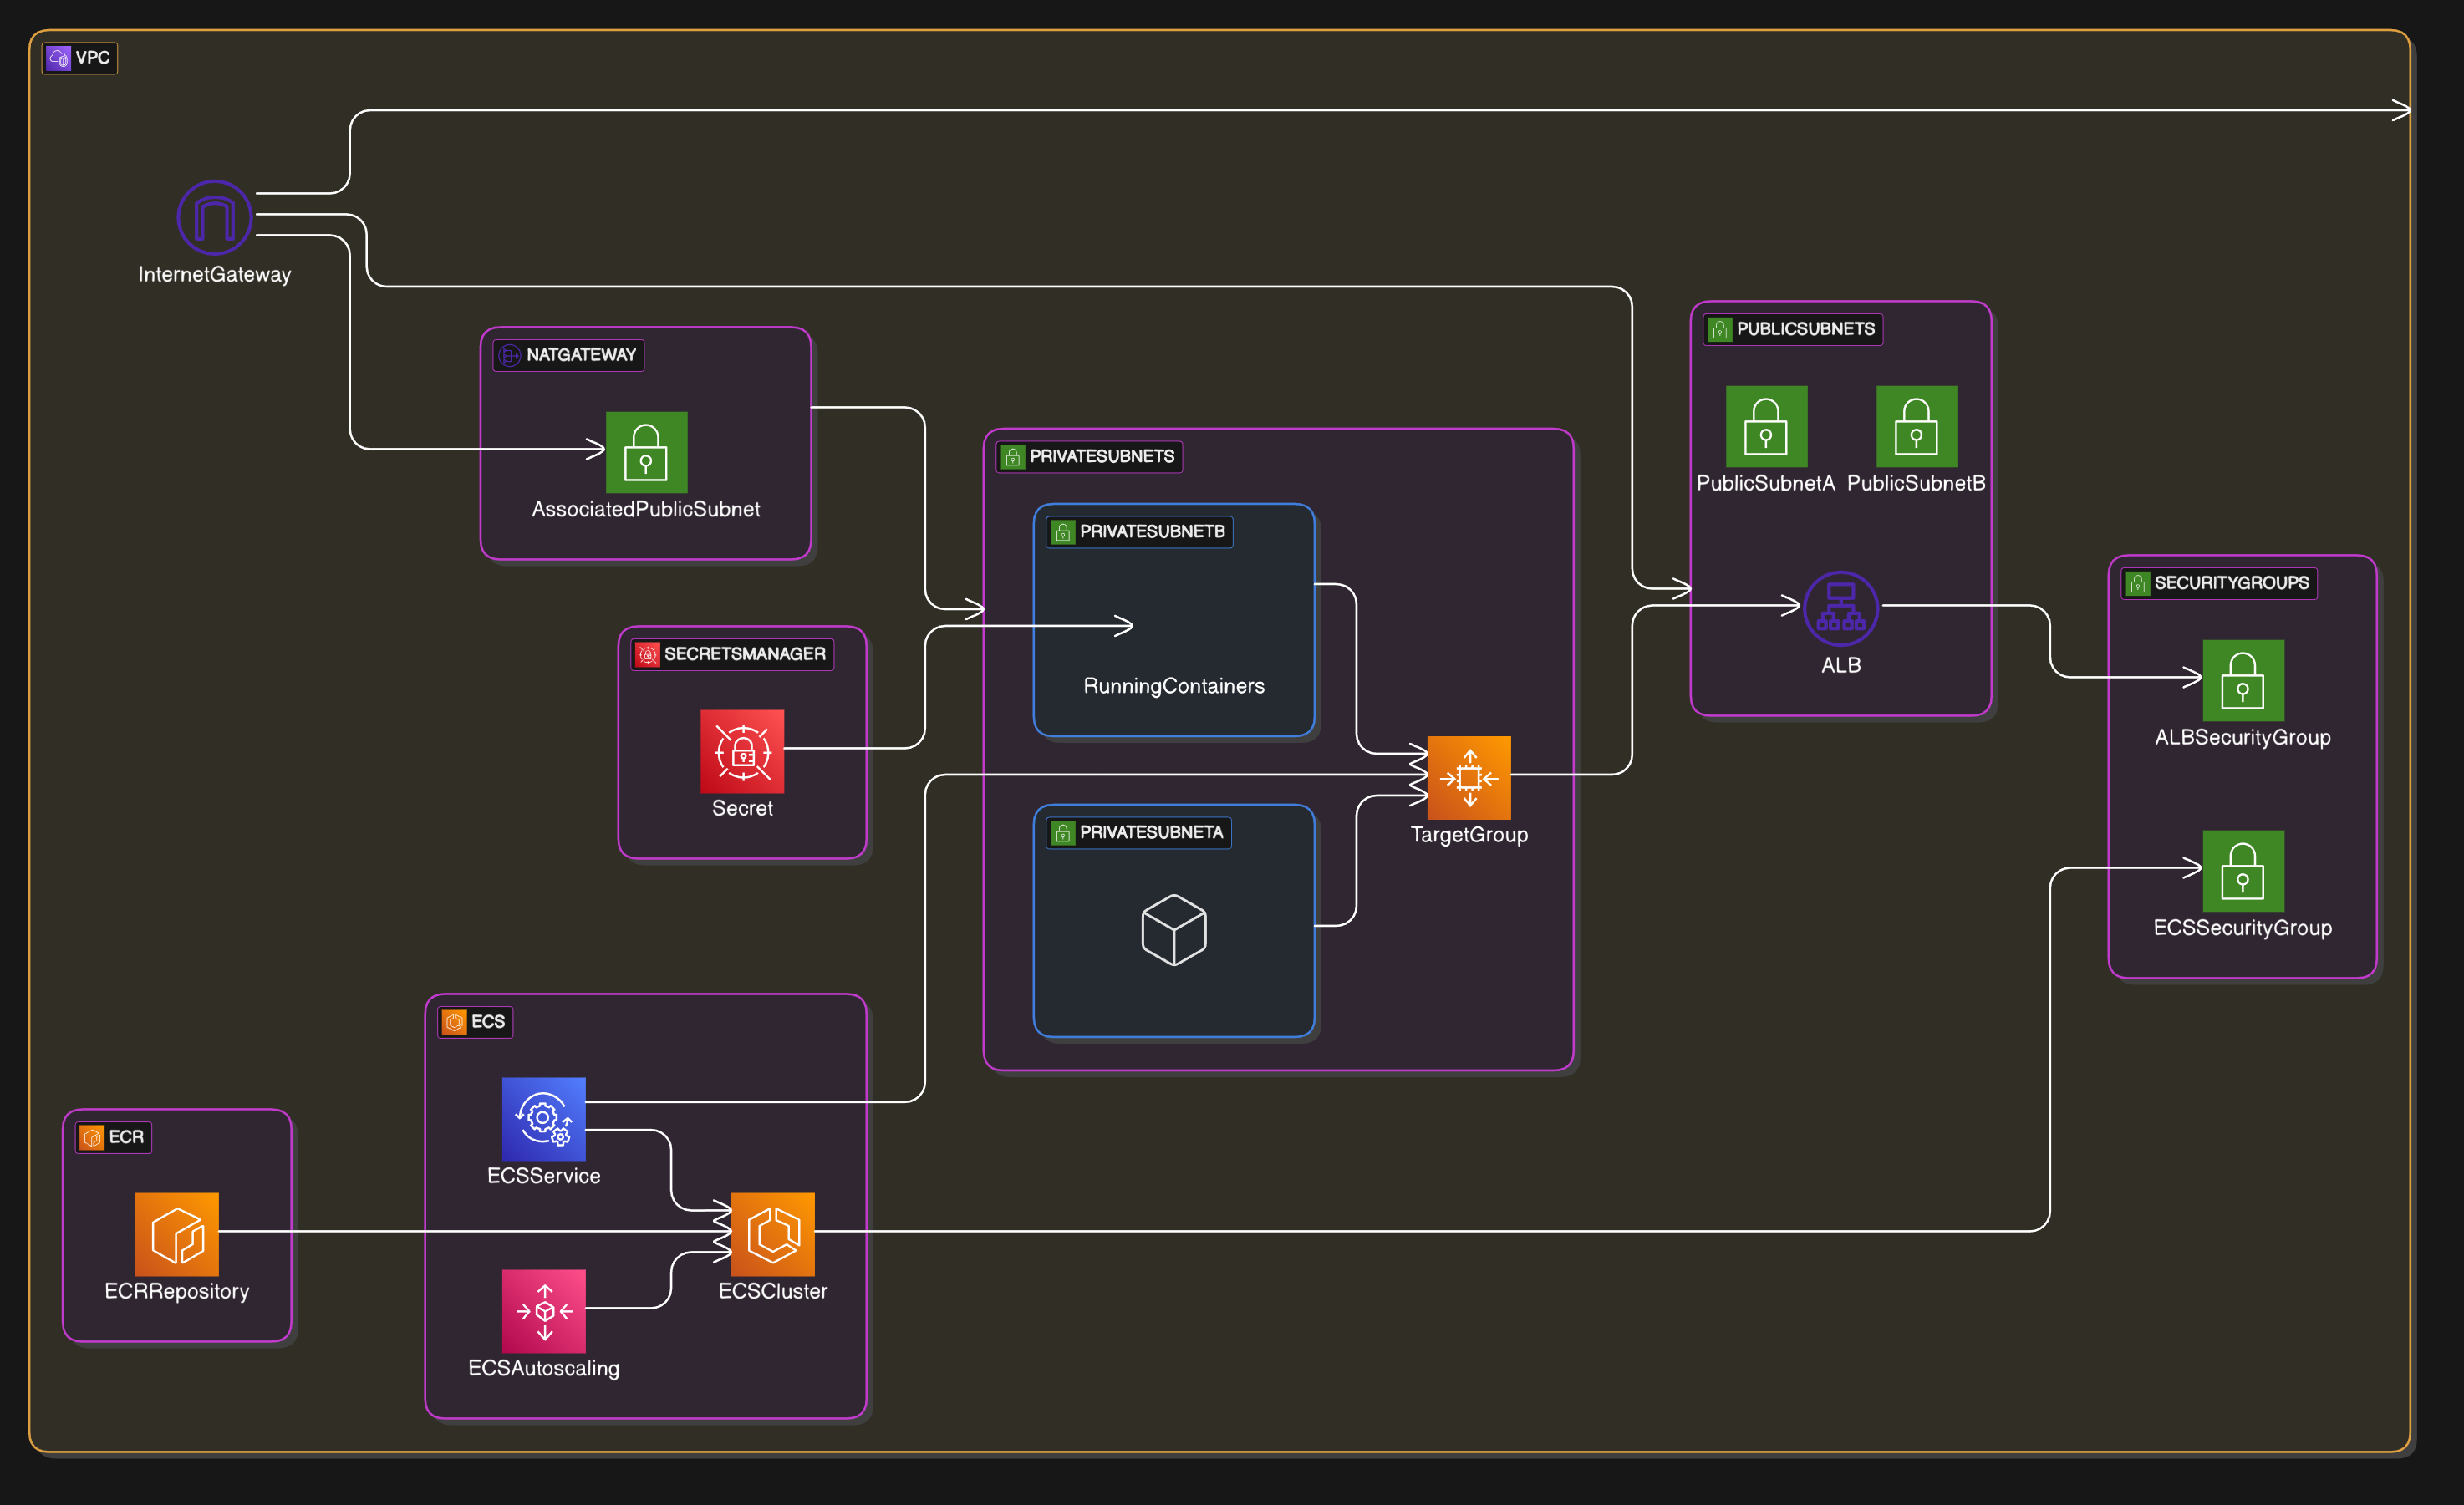 VPC
InternetGateway
NATGATEWAY
AssociatedPublicSubnet
PUBLICSUBNETS
PublicSubnetA
PublicSubnetB
ALB
PRIVATESUBNETS
PRIVATESUBNETB
RunningContainers
SECRETSMANAGER
Secret
TargetGroup
PRIVATESUBNETA
SECURITYGROUPS
ALBSecurityGroup
ECSSecurityGroup
ECS
ECSService
ECR
ECRRepository
ECSCluster
ECSAutoscaling